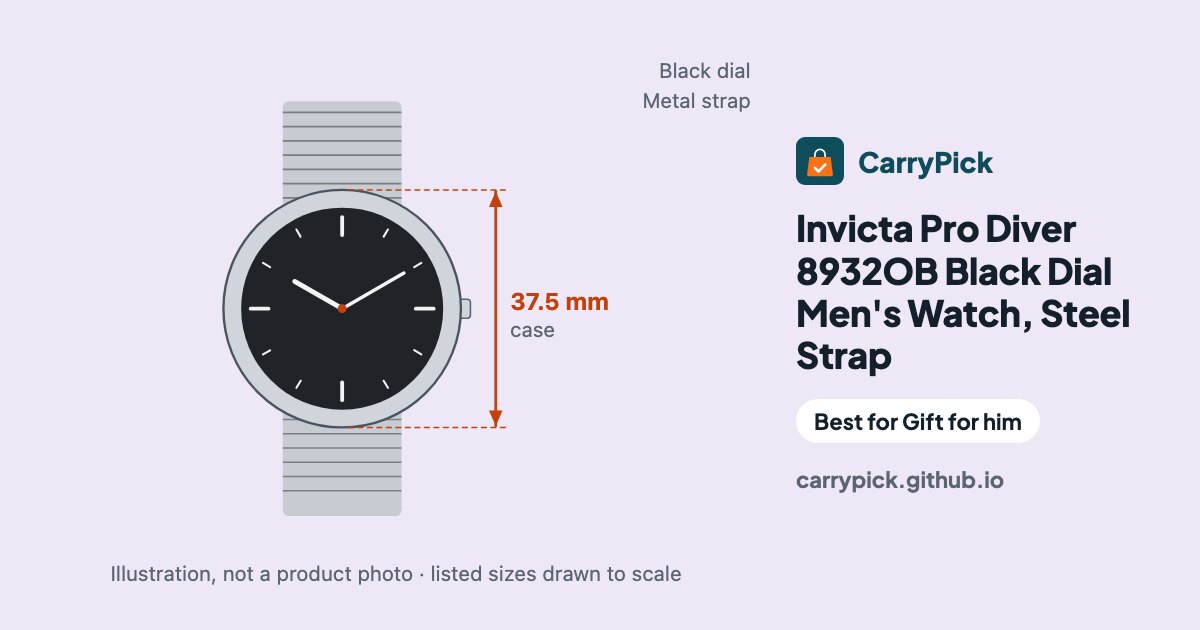 Black dial
Metal strap
37.5 mm
case
CarryPick
Invicta Pro Diver
8932OB Black Dial
Men's Watch, Steel
Strap
Best for Gift for him
carrypick.github.io
Illustration, not a product photo · listed sizes drawn to scale